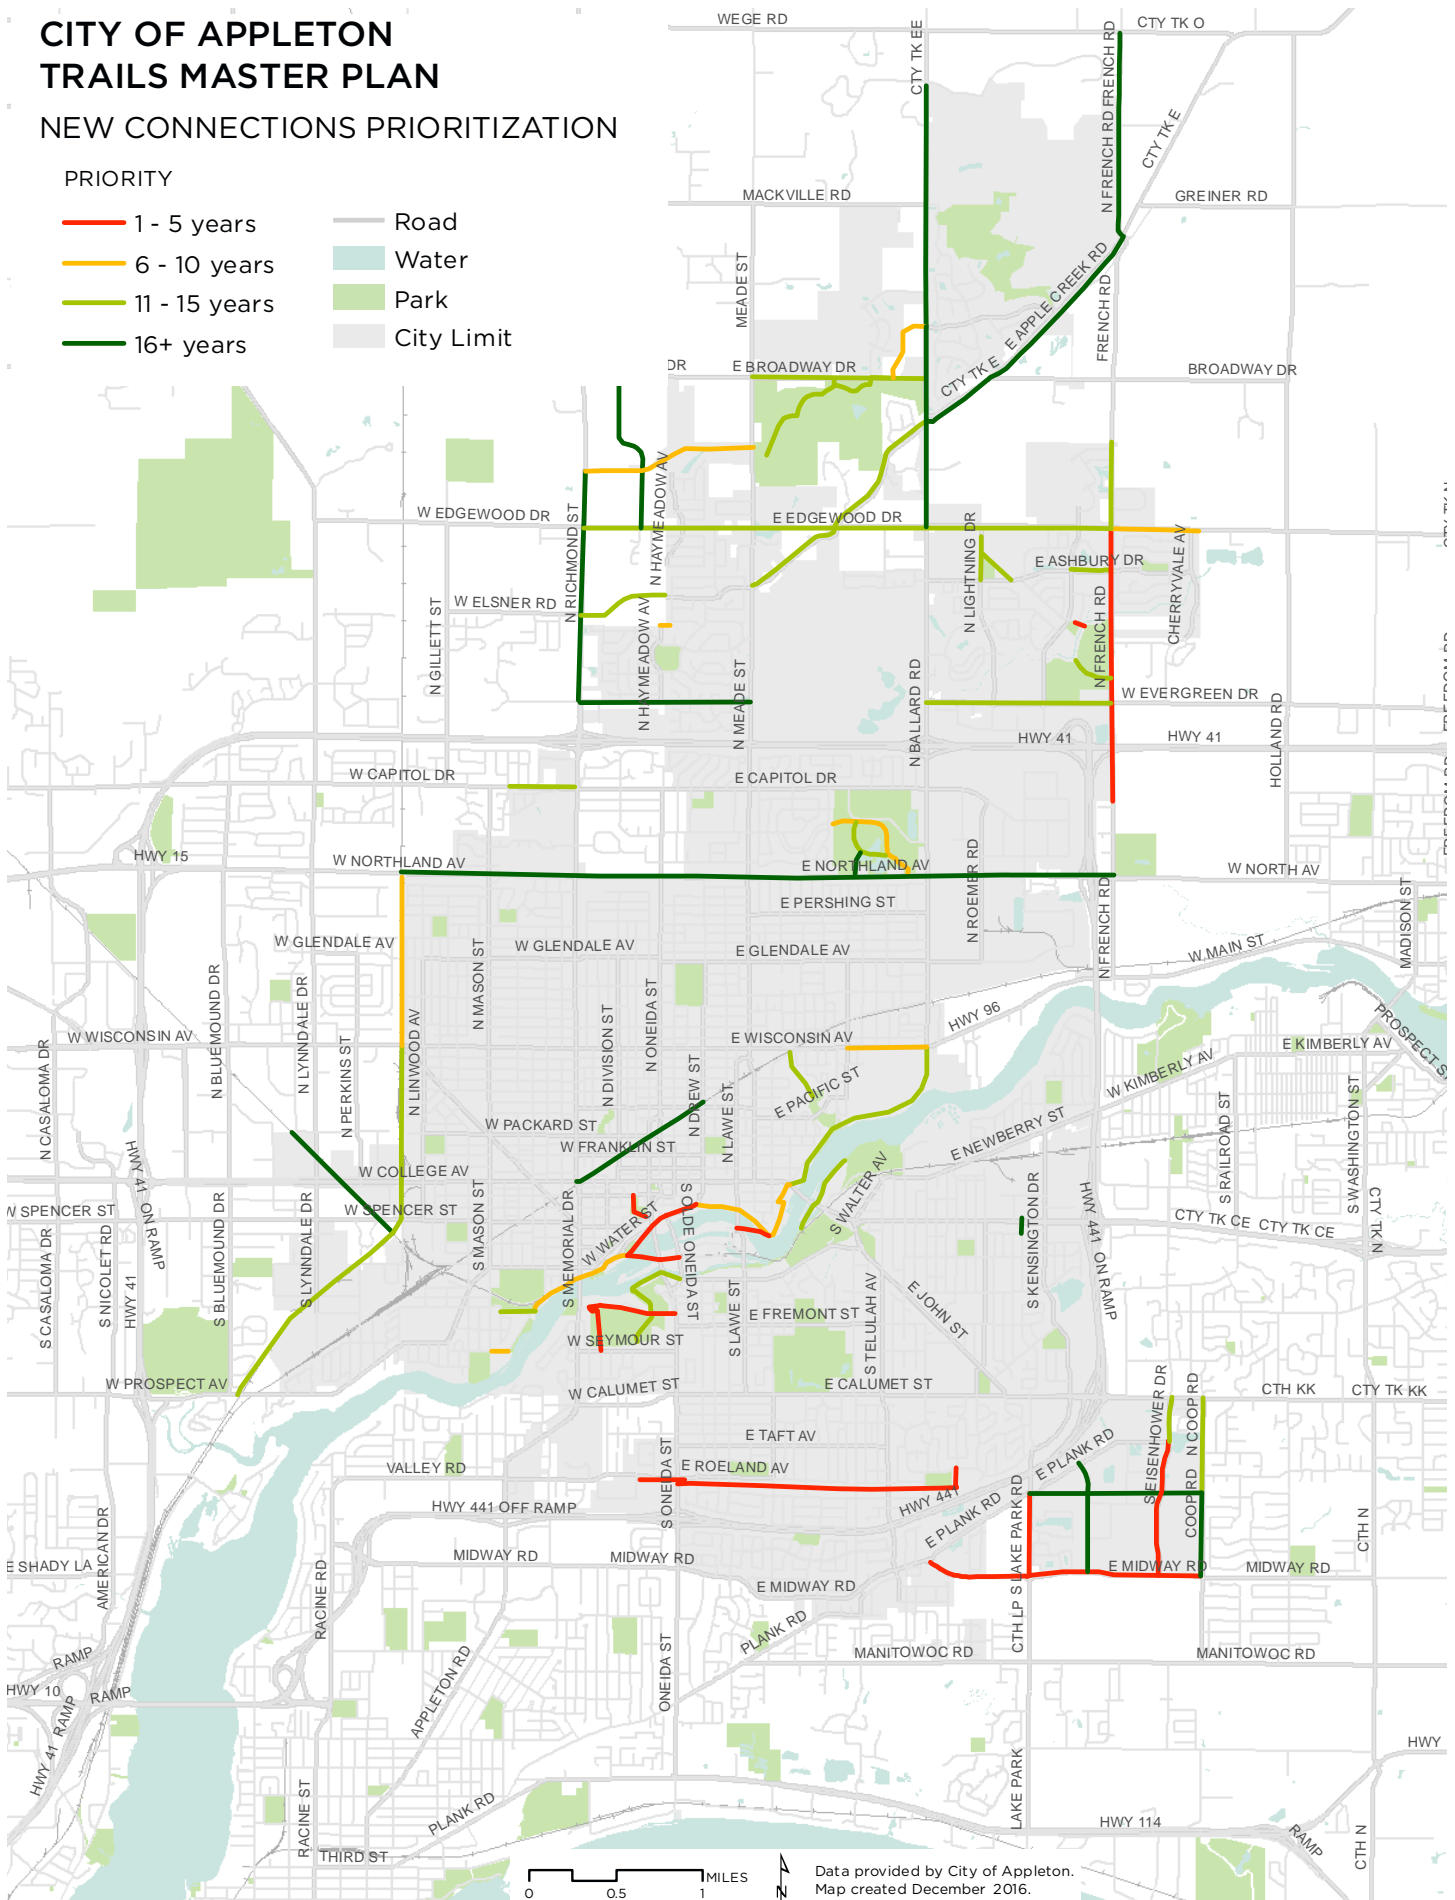 CITY OF APPLETON
TRAILS MASTER PLAN
NEW CONNECTIONS PRIORITIZATION
PRIORITY
1 - 5 years
6 - 10 years
11 - 15 years
16+ years
Road
Water
Park
City Limit
WEGE RD
CTY TK O
CTY TK EE
N FRENCH RD
FRENCH RD
CTY TK E
MACKVILLE RD
GREINER RD
MEADE ST
E APPLE CREEK RD
CTY TK E
FRENCH RD
DR
E BROADWAY DR
BROADWAY DR
N HAYMEADOW AV
W EDGEWOOD DR
E EDGEWOOD DR
N RICHMOND ST
N LIGHTNING DR
E ASHBURY DR
CHERRYVALE AV
W ELSNER RD
N GILLETT ST
N HAYMEADOW AV
N FRENCH RD
N MEADE ST
N BALLARD RD
W EVERGREEN DR
HOLLAND RD
FREEDOM RD
HWY 41
HWY 41
W CAPITOL DR
E CAPITOL DR
HWY 15
W NORTHLAND AV
E NORTHLAND AV
W NORTH AV
E PERSHING ST
N ROEMER RD
N FRENCH RD
MADISON ST
W GLENDALE AV
W GLENDALE AV
E GLENDALE AV
W MAIN ST
N MASON ST
N BLUEMOUND DR
N LYNNDALE DR
N ONEIDA ST
N DIVISION ST
W WISCONSIN AV
E WISCONSIN AV
HWY 96
PROSPECT S
E KIMBERLY AV
N CASALOMA DR
N PERKINS ST
N LINWOOD AV
N DREW ST
N LAWE ST
E PACIFIC ST
W KIMBERLY AV
W PACKARD ST
W FRANKLIN ST
E NEWBERRY ST
S RAILROAD ST
S WASHINGTON ST
W COLLEGE AV
HWY 41 ON RAMP
W SPENCER ST
W SPENCER ST
S WALTER AV
S KENSINGTON DR
HWY 441 ON RAMP
CTY TK CE
CTY TK CE
CTY TK N
S CASALOMA DR
S NICOLET RD
HWY 41
S BLUEMOUND DR
S LYNNDALE DR
S MASON ST
S MEMORIAL DR
W WATER ST
S OLDE ONEIDA ST
S LAWE ST
E FREMONT ST
S TELULAH AV
E JOHN ST
W SEYMOUR ST
W PROSPECT AV
W CALUMET ST
E CALUMET ST
CTH KK
CTY TK KK
S EISENHOWER DR
N COOP RD
E TAFT AV
VALLEY RD
E ROELAND AV
E PLANK RD
S ONEIDA ST
HWY 441 OFF RAMP
HWY 441
E PLANK RD
COOP RD
S LAKE PARK RD
CTH LP
AMERICAN DR
CTH N
E SHADY LA
MIDWAY RD
MIDWAY RD
E MIDWAY RD
E MIDWAY RD
MIDWAY RD
RACINE RD
PLANK RD
MANITOWOC RD
MANITOWOC RD
RAMP
HWY 10
RAMP
HWY 41 RAMP
APPLETON RD
ONEIDA ST
HWY
LAKE PARK
RACINE ST
PLANK RD
HWY 114
RAMP
CTH N
THIRD ST
0
0.5
1
MILES
N
Data provided by City of Appleton.
Map created December 2016.